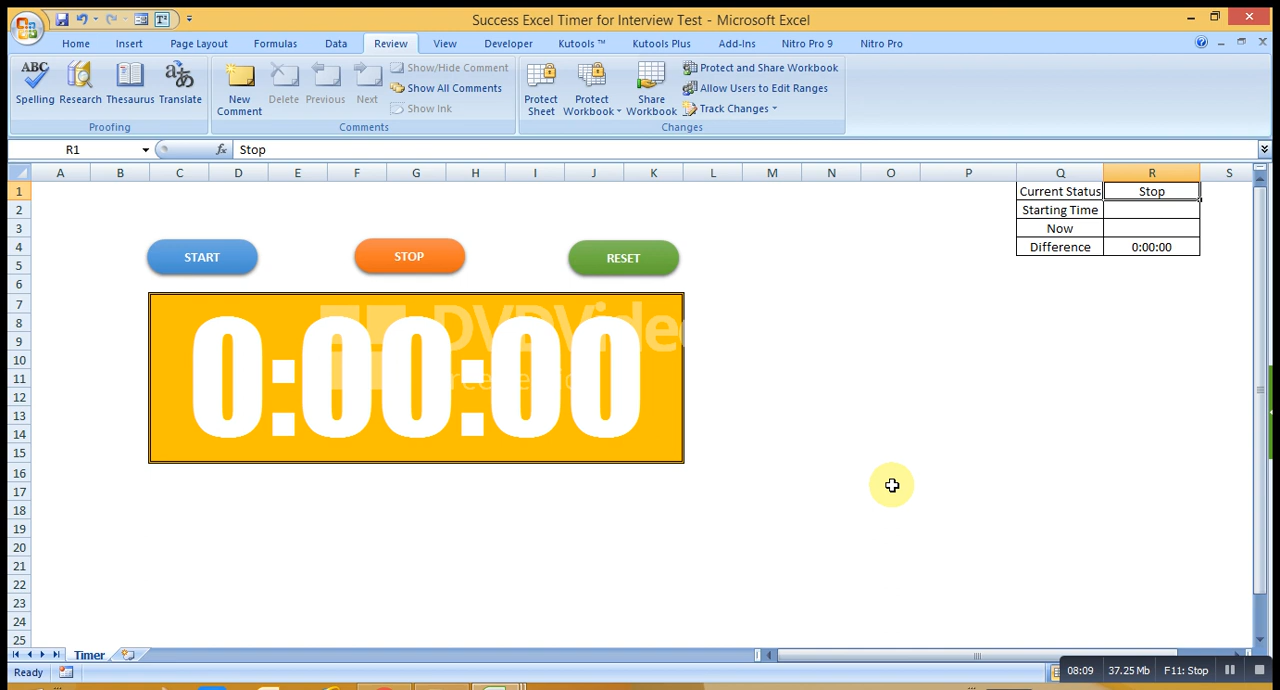 Success Excel Timer for Interview Test - Microsoft Excel
Home Insert Page Layout Formulas Data Review View Developer Kutools ™ Kutools Plus Add-Ins Nitro Pro 9 Nitro Pro
ABC
Spelling Research Thesaurus Translate
Proofing
New Comment
Delete Previous Next
Show/Hide Comment
Show All Comments
Show Ink
Comments
Protect Sheet
Protect Workbook
Share Workbook
Protect and Share Workbook
Allow Users to Edit Ranges
Track Changes
Changes
R1 fx Stop
A B C D E F G H I J K L M N O P Q R S
1 Current Status Stop
2 Starting Time
3 Now
4 Difference 0:00:00
5
6
7
8
9
10
11
12
13
14
15
16
17
18
19
20
21
22
23
24
25
START STOP RESET
0:00:00
DVDVide
Timer
Ready
08:09 37.25 Mb F11: Stop